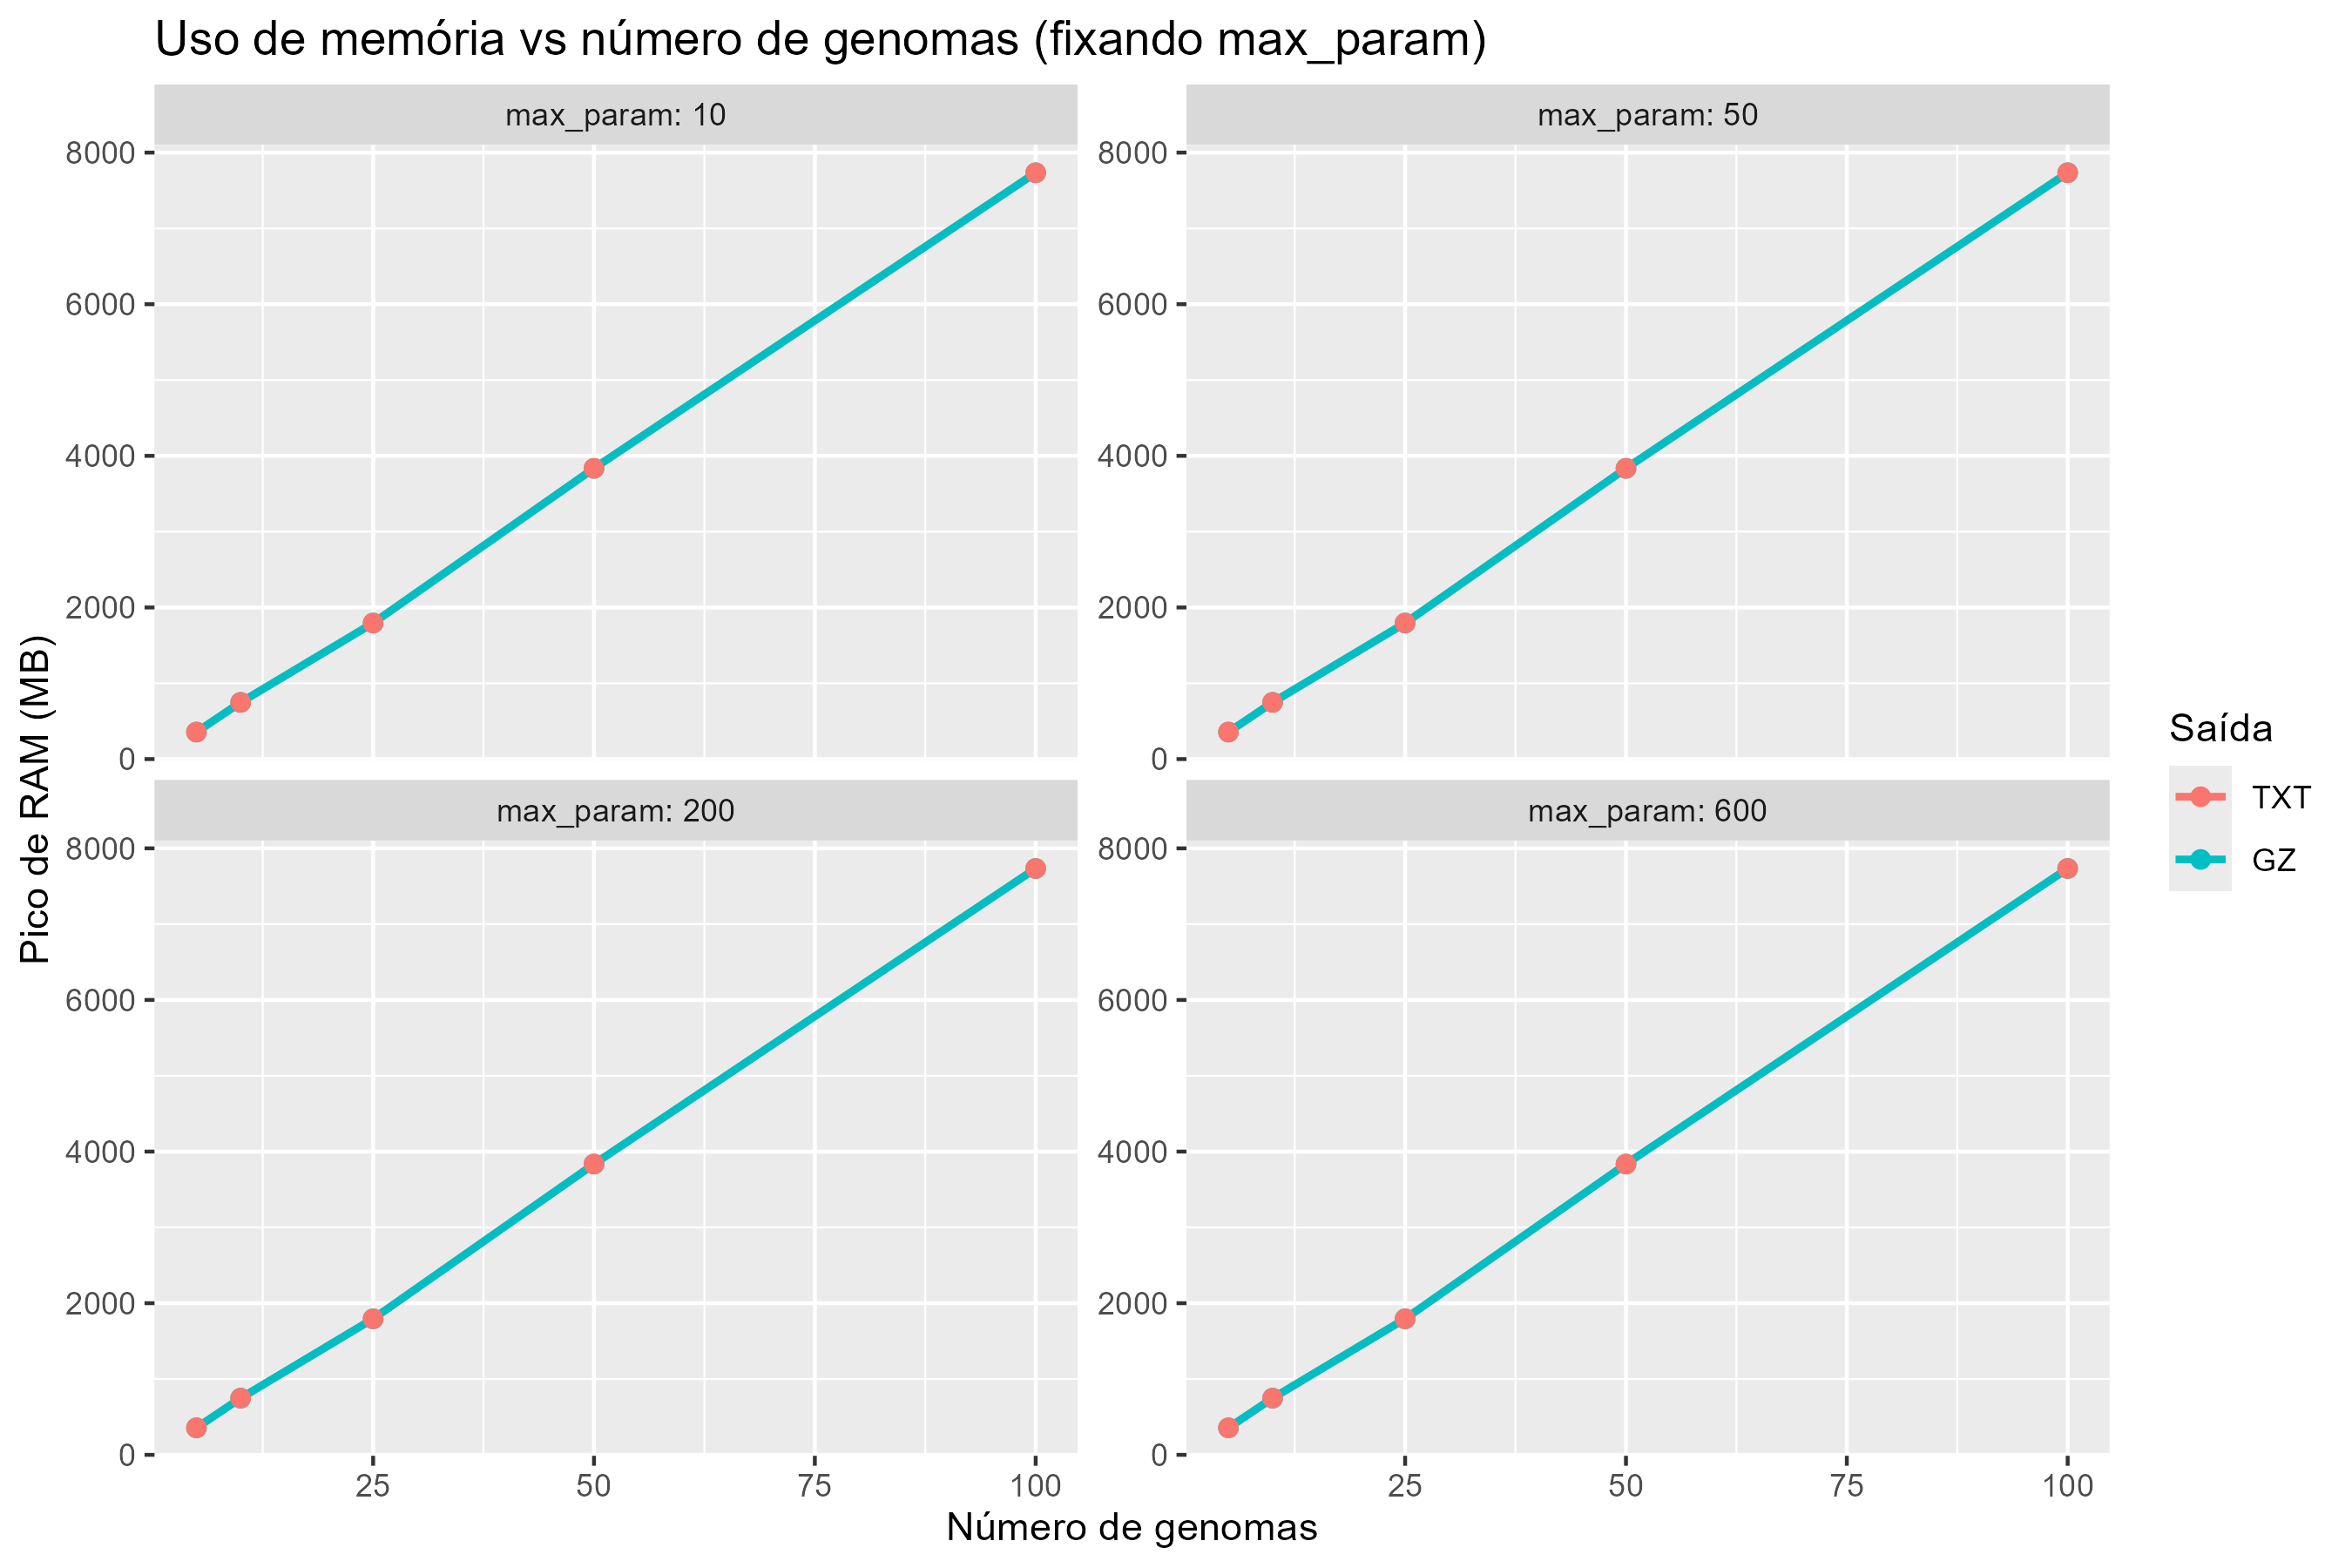 Uso de memória vs número de genomas (fixando max_param)
max_param: 10
max_param: 50
8000
6000
4000
2000
0
8000
6000
4000
2000
0
max_param: 200
max_param: 600
8000
6000
4000
2000
0
8000
6000
4000
2000
0
25 50 75 100
25 50 75 100
Número de genomas
Pico de RAM (MB)
Saída
TXT
GZ